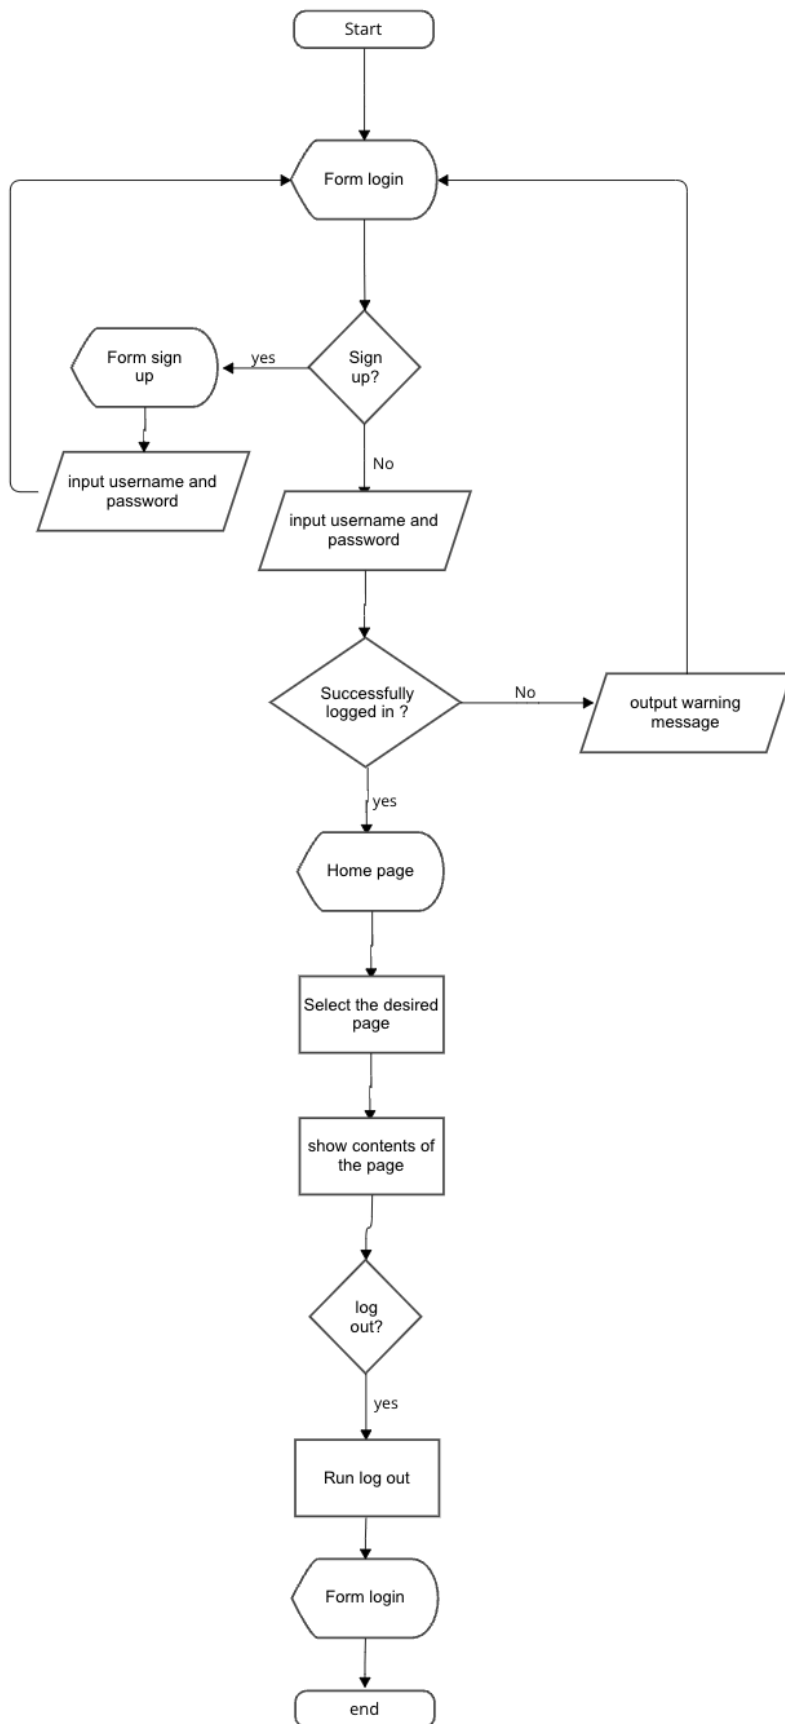 Start
Form login
Sign
up?
yes
Form sign
up
input username and
password
No
input username and
password
Successfully
logged in ?
No
output warning
message
yes
Home page
Select the desired
page
show contents of
the page
log
out?
yes
Run log out
Form login
end